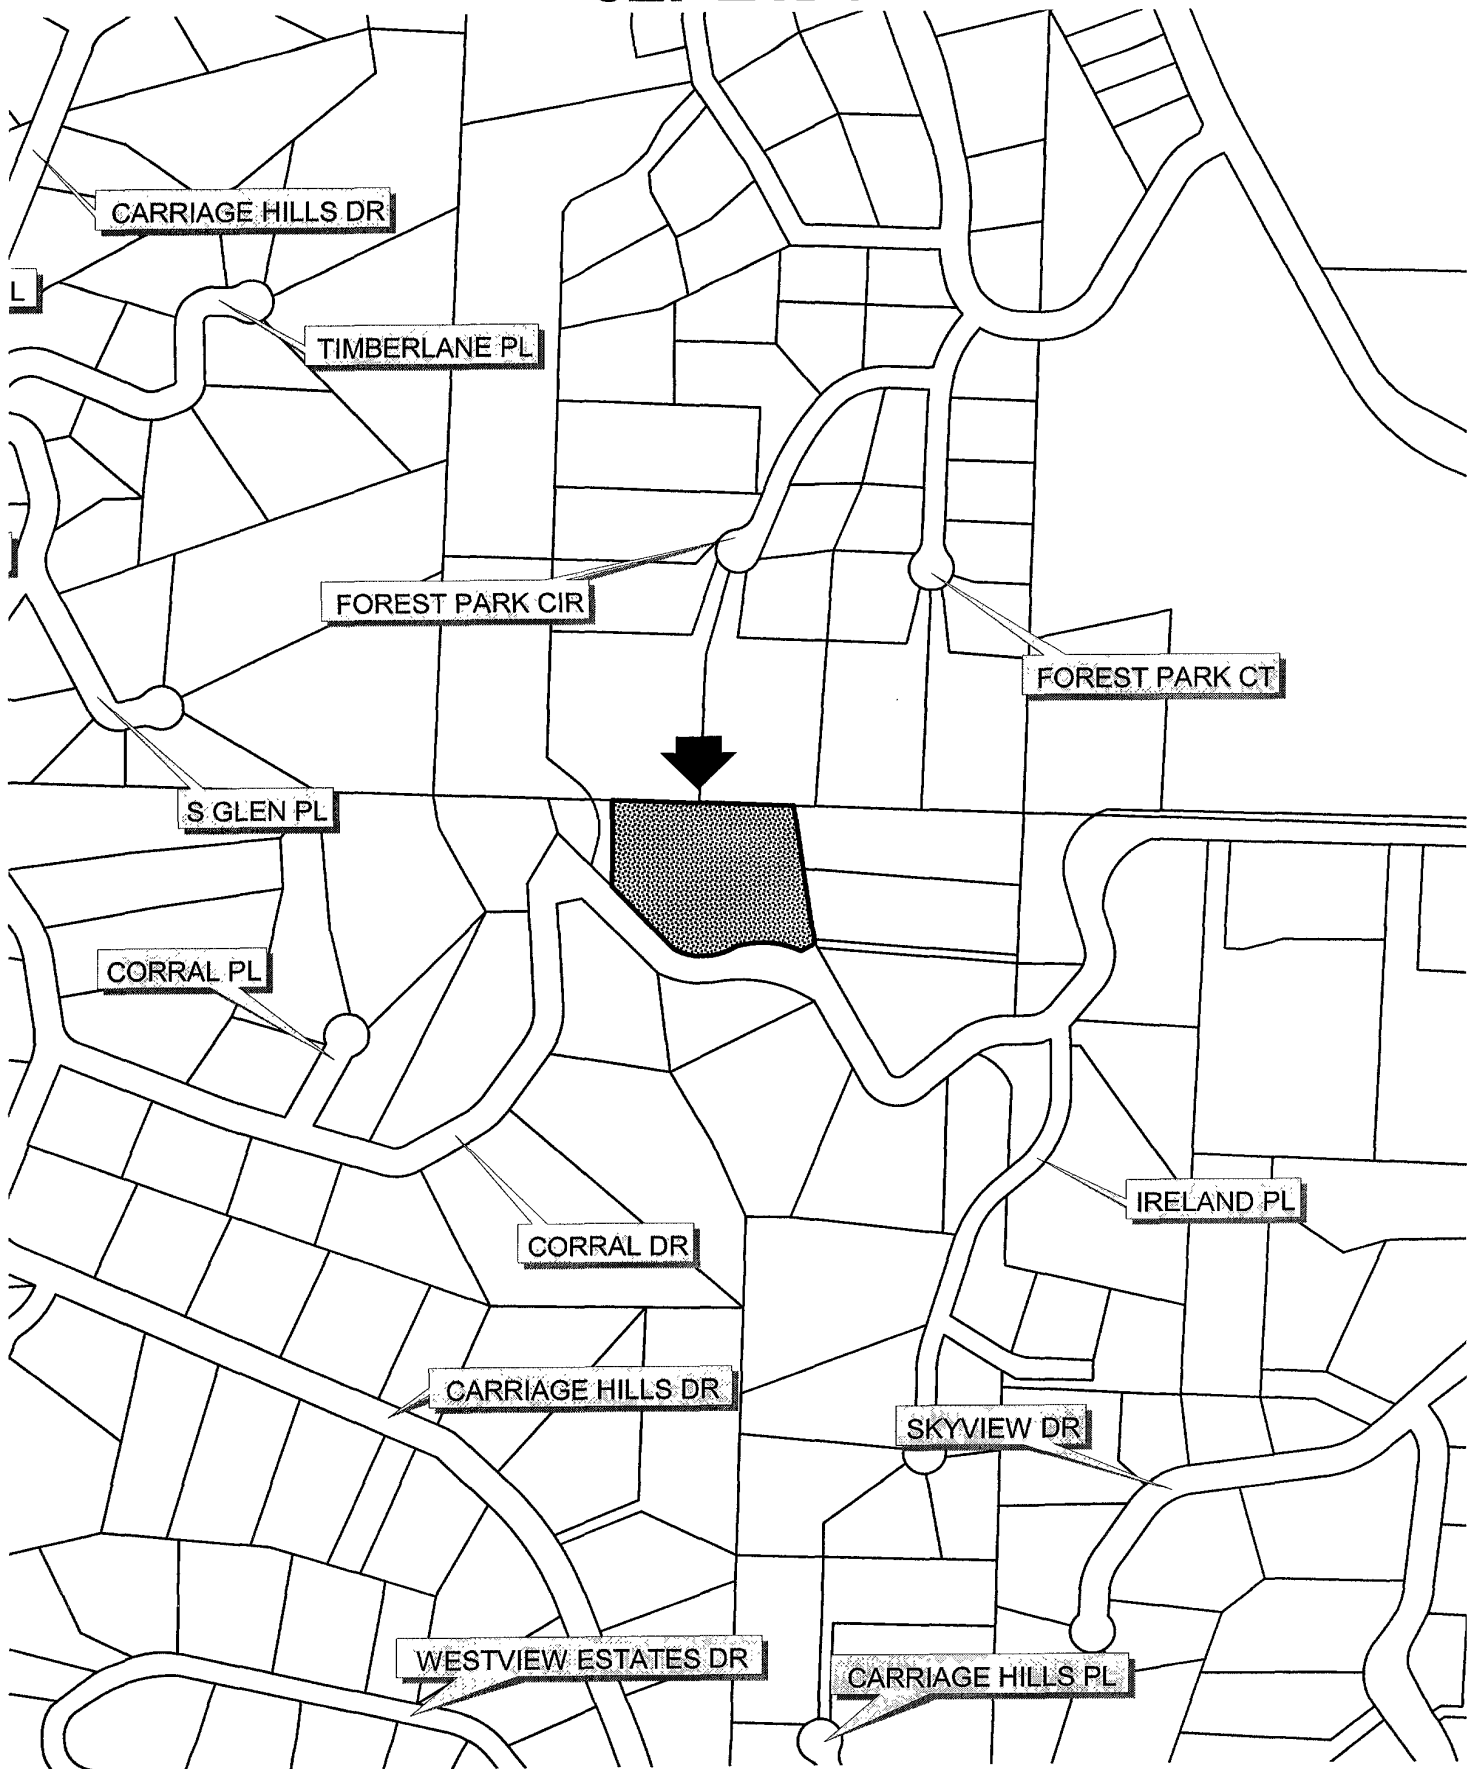 CARRIAGE HILLS DR
L
TIMBERLANE PL
FOREST PARK CIR
FOREST PARK CT
S GLEN PL
CORRAL PL
IRELAND PL
CORRAL DR
CARRIAGE HILLS DR
SKYVIEW DR
WESTVIEW ESTATES DR
CARRIAGE HILLS PL